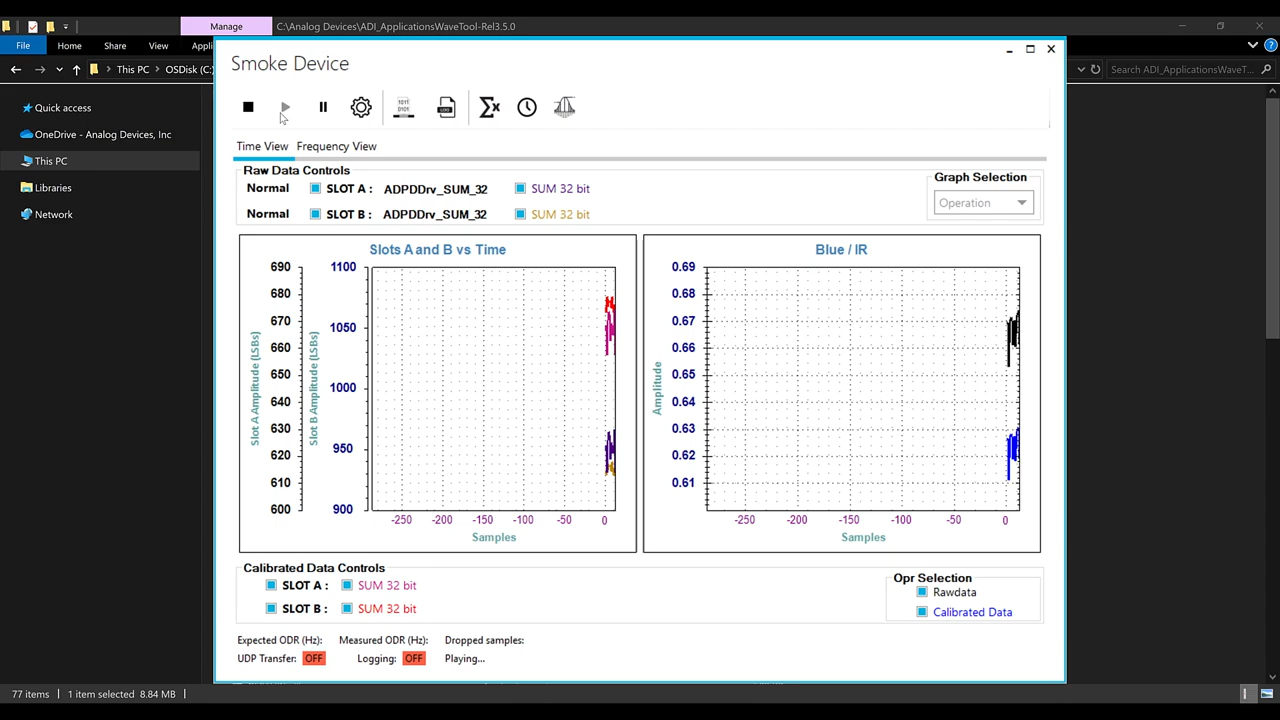 Manage
C:\Analog Devices\ADI_ApplicationsWaveTool-Rel3.5.0
File Home Share View Appli
This PC OSDisk (C:
Search ADI_ApplicationsWaveT...
Quick access
OneDrive - Analog Devices, Inc
This PC
Libraries
Network
Smoke Device
1011
0101
LOG
Σx
Time View Frequency View
Raw Data Controls
Normal SLOT A : ADPDDrv_SUM_32 SUM 32 bit
Normal SLOT B : ADPDDrv_SUM_32 SUM 32 bit
Graph Selection
Operation
Slots A and B vs Time
Slot A Amplitude (LSBs)
690
680
670
660
650
640
630
620
610
600
Slot B Amplitude (LSBs)
1100
1050
1000
950
900
-250 -200 -150 -100 -50 0
Samples
Blue / IR
Amplitude
0.69
0.68
0.67
0.66
0.65
0.64
0.63
0.62
0.61
-250 -200 -150 -100 -50 0
Samples
Calibrated Data Controls
SLOT A : SUM 32 bit
SLOT B : SUM 32 bit
Opr Selection
Rawdata
Calibrated Data
Expected ODR (Hz): Measured ODR (Hz): Dropped samples:
UDP Transfer: OFF Logging: OFF Playing...
77 items 1 item selected 8.84 MB